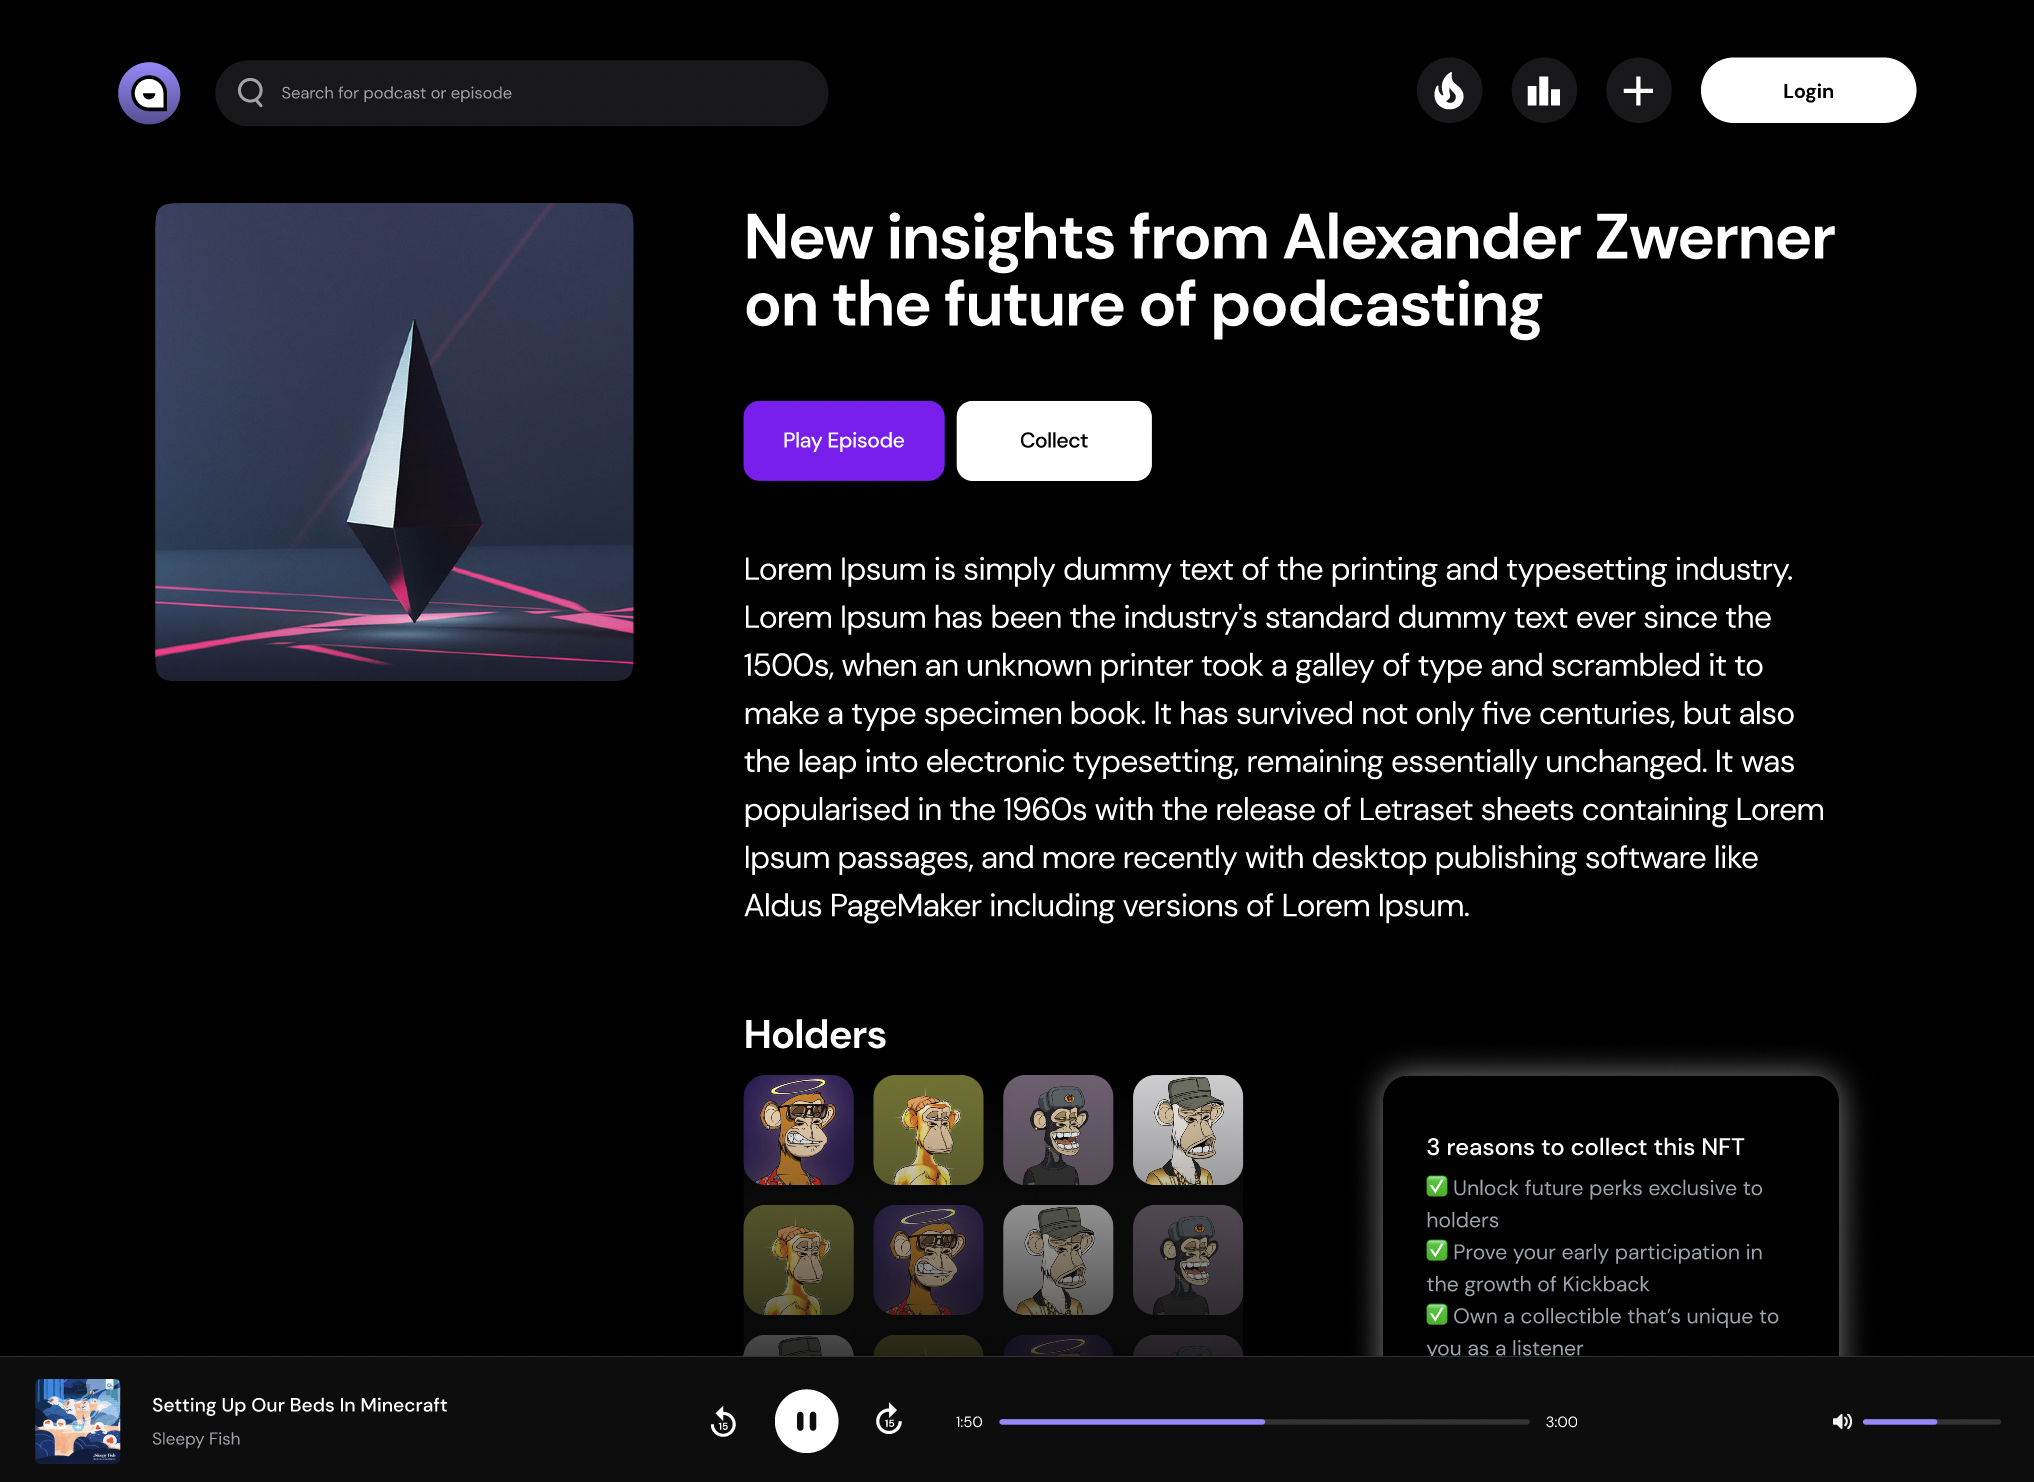 Search for podcast or episode
Login
New insights from Alexander Zwerner
on the future of podcasting
Play Episode
Collect
Lorem Ipsum is simply dummy text of the printing and typesetting industry.
Lorem Ipsum has been the industry's standard dummy text ever since the
1500s, when an unknown printer took a galley of type and scrambled it to
make a type specimen book. It has survived not only five centuries, but also
the leap into electronic typesetting, remaining essentially unchanged. It was
popularised in the 1960s with the release of Letraset sheets containing Lorem
Ipsum passages, and more recently with desktop publishing software like
Aldus PageMaker including versions of Lorem Ipsum.
Holders
3 reasons to collect this NFT
✅ Unlock future perks exclusive to
holders
✅ Prove your early participation in
the growth of Kickback
✅ Own a collectible that’s unique to
you as a listener
Setting Up Our Beds In Minecraft
Sleepy Fish
15
15
1:50
3:00